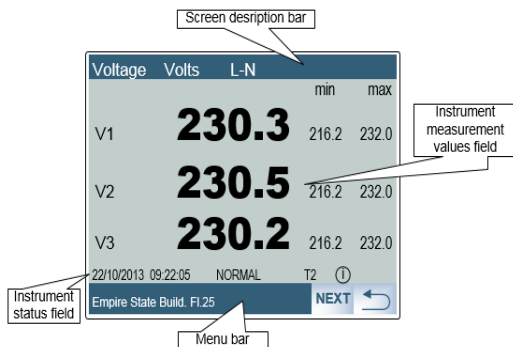 Screen desription bar
Voltage Volts L-N
min max
V1 230.3 216.2 232.0
Instrument
measurement
values field
V2 230.5 216.2 232.0
V3 230.2 216.2 232.0
22/10/2013 09:22:05 NORMAL T2 i
Instrument
status field
Empire State Build. Fl.25 NEXT
Menu bar